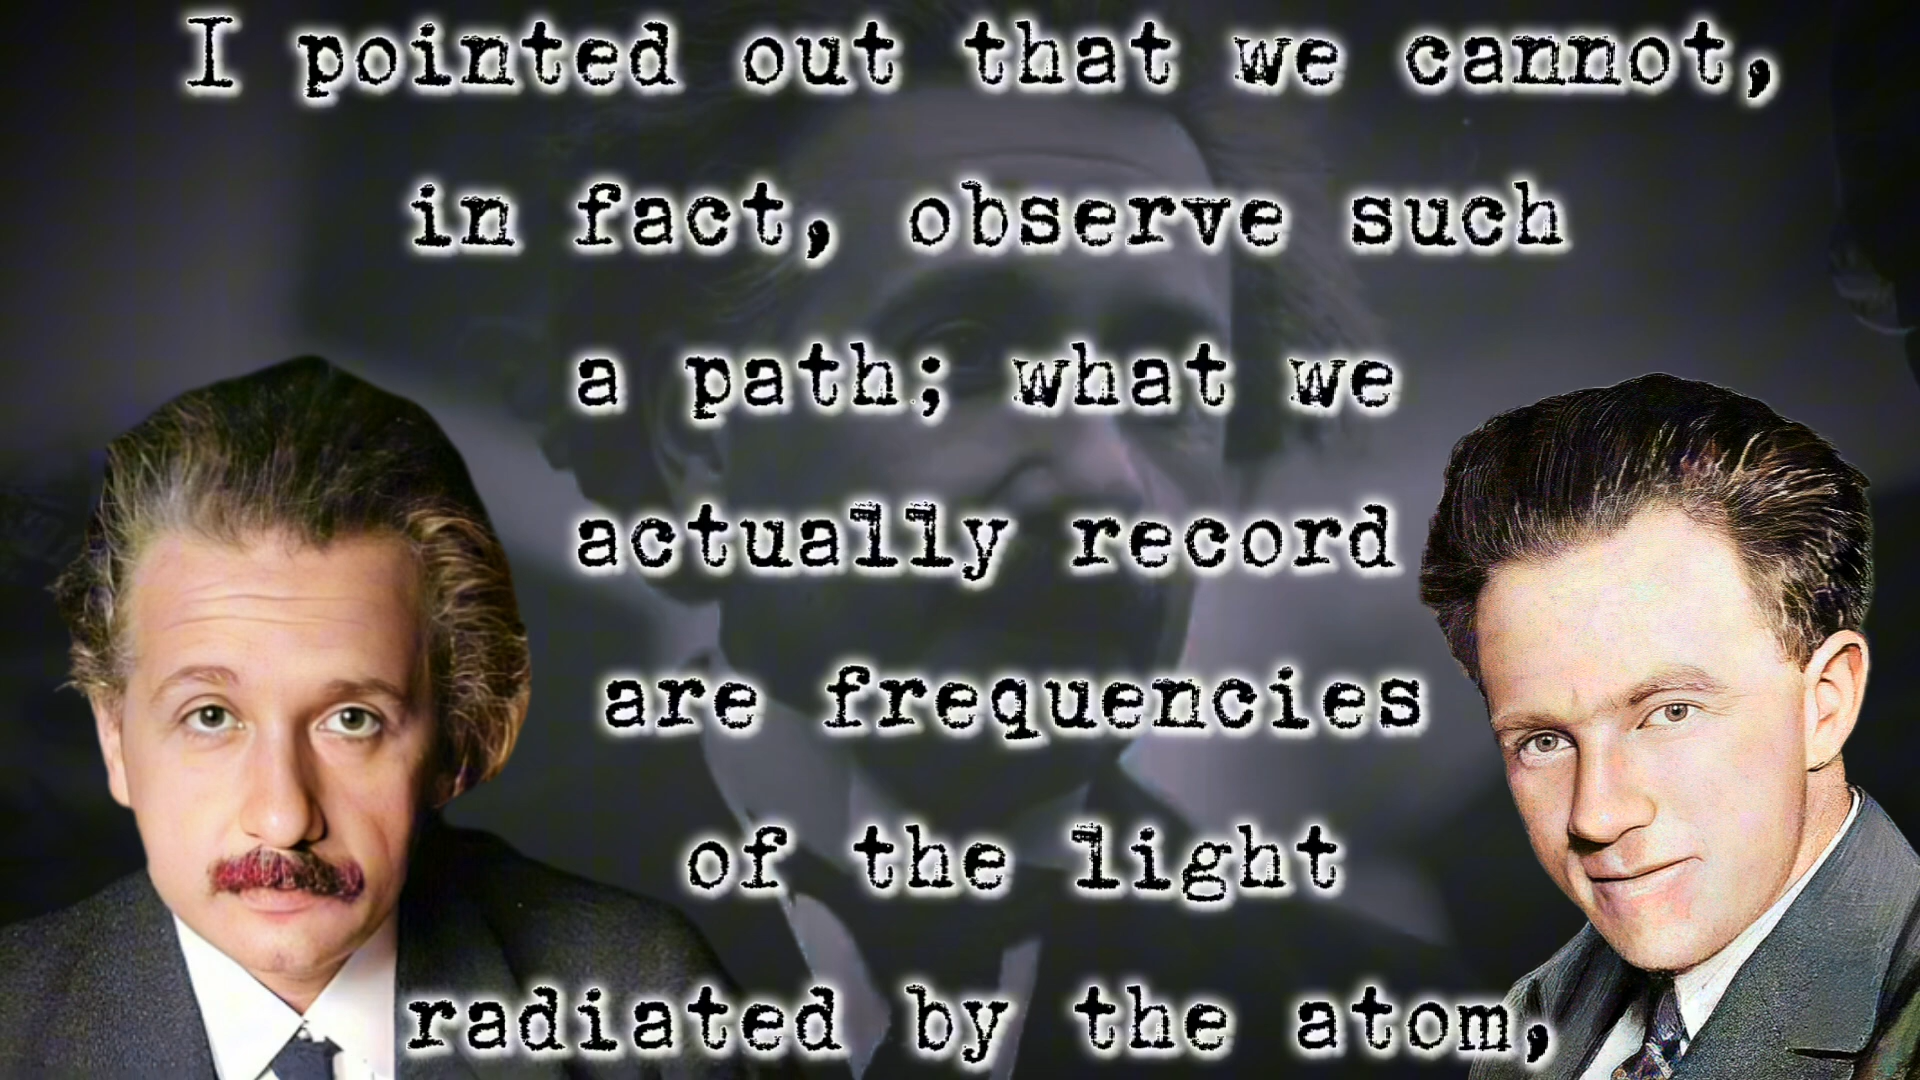 I pointed out that we cannot,
in fact, observe such
a path; what we
actually record
are frequencies
of the light
radiated by the atom,